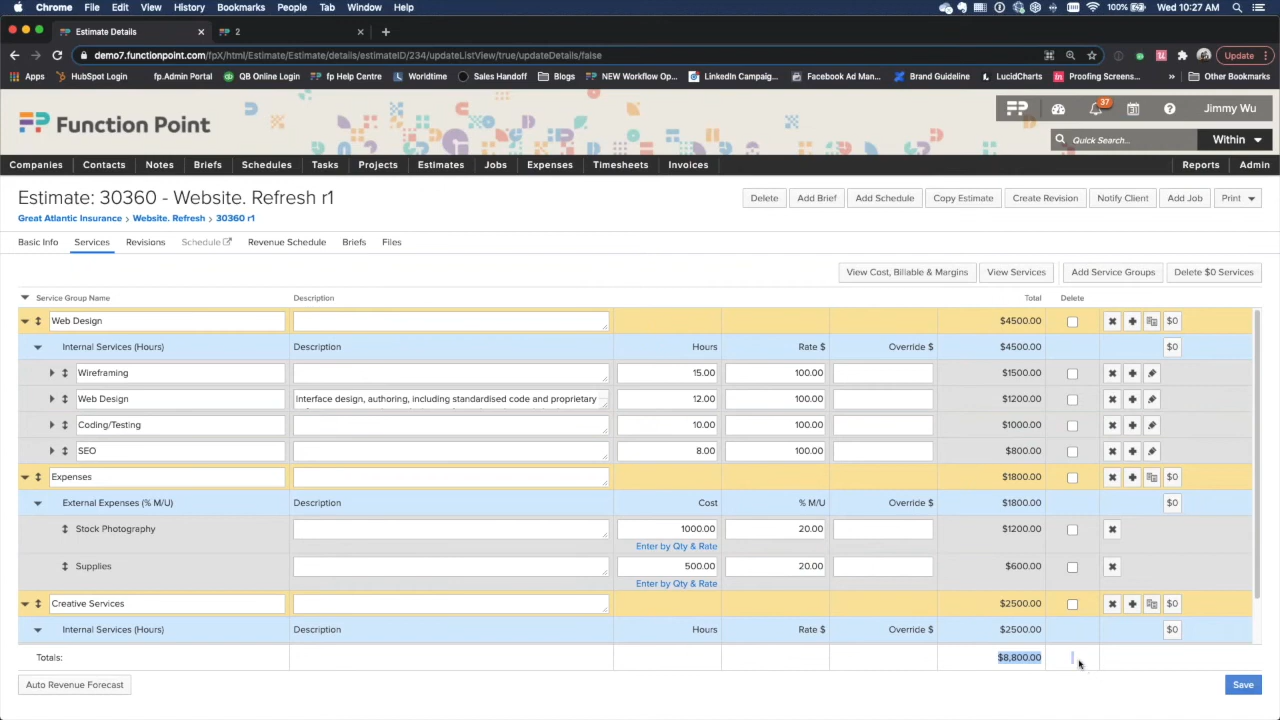 Chrome File Edit View History Bookmarks People Tab Window Help 100% Wed 10:27 AM
Estimate Details 2
demo7.functionpoint.com/fpX/html/Estimate/Estimate/details/estimateID/234/updateListView/true/updateDetails/false Update
Apps HubSpot Login fp.Admin Portal QB Online Login fp Help Centre Worldtime Sales Handoff Blogs NEW Workflow Op... LinkedIn Campaig... Facebook Ad Man... Brand Guideline LucidCharts Proofing Screem... » Other Bookmarks
Function Point 37 Jimmy Wu
Quick Search... Within
Companies Contacts Notes Briefs Schedules Tasks Projects Estimates Jobs Expenses Timesheets Invoices Reports Admin
Estimate: 30360 - Website. Refresh r1 Delete Add Brief Add Schedule Copy Estimate Create Revision Notify Client Add Job Print
Great Atlantic Insurance › Website. Refresh › 30360 r1
Basic Info Services Revisions Schedule Revenue Schedule Briefs Files
View Cost, Billable & Margins View Services Add Service Groups Delete $0 Services
Service Group Name Description Total Delete
Web Design $4500.00 $0
Internal Services (Hours) Description Hours Rate $ Override $ $4500.00 $0
Wireframing 15.00 100.00 $1500.00
Web Design Interface design, authoring, including standardised code and proprietary 12.00 100.00 $1200.00
Coding/Testing 10.00 100.00 $1000.00
SEO 8.00 100.00 $800.00
Expenses $1800.00 $0
External Expenses (% M/U) Description Cost % M/U Override $ $1800.00 $0
Stock Photography 1000.00 20.00 $1200.00
Enter by Qty & Rate
Supplies 500.00 20.00 $600.00
Enter by Qty & Rate
Creative Services $2500.00 $0
Internal Services (Hours) Description Hours Rate $ Override $ $2500.00 $0
Totals: $8,800.00
Auto Revenue Forecast Save